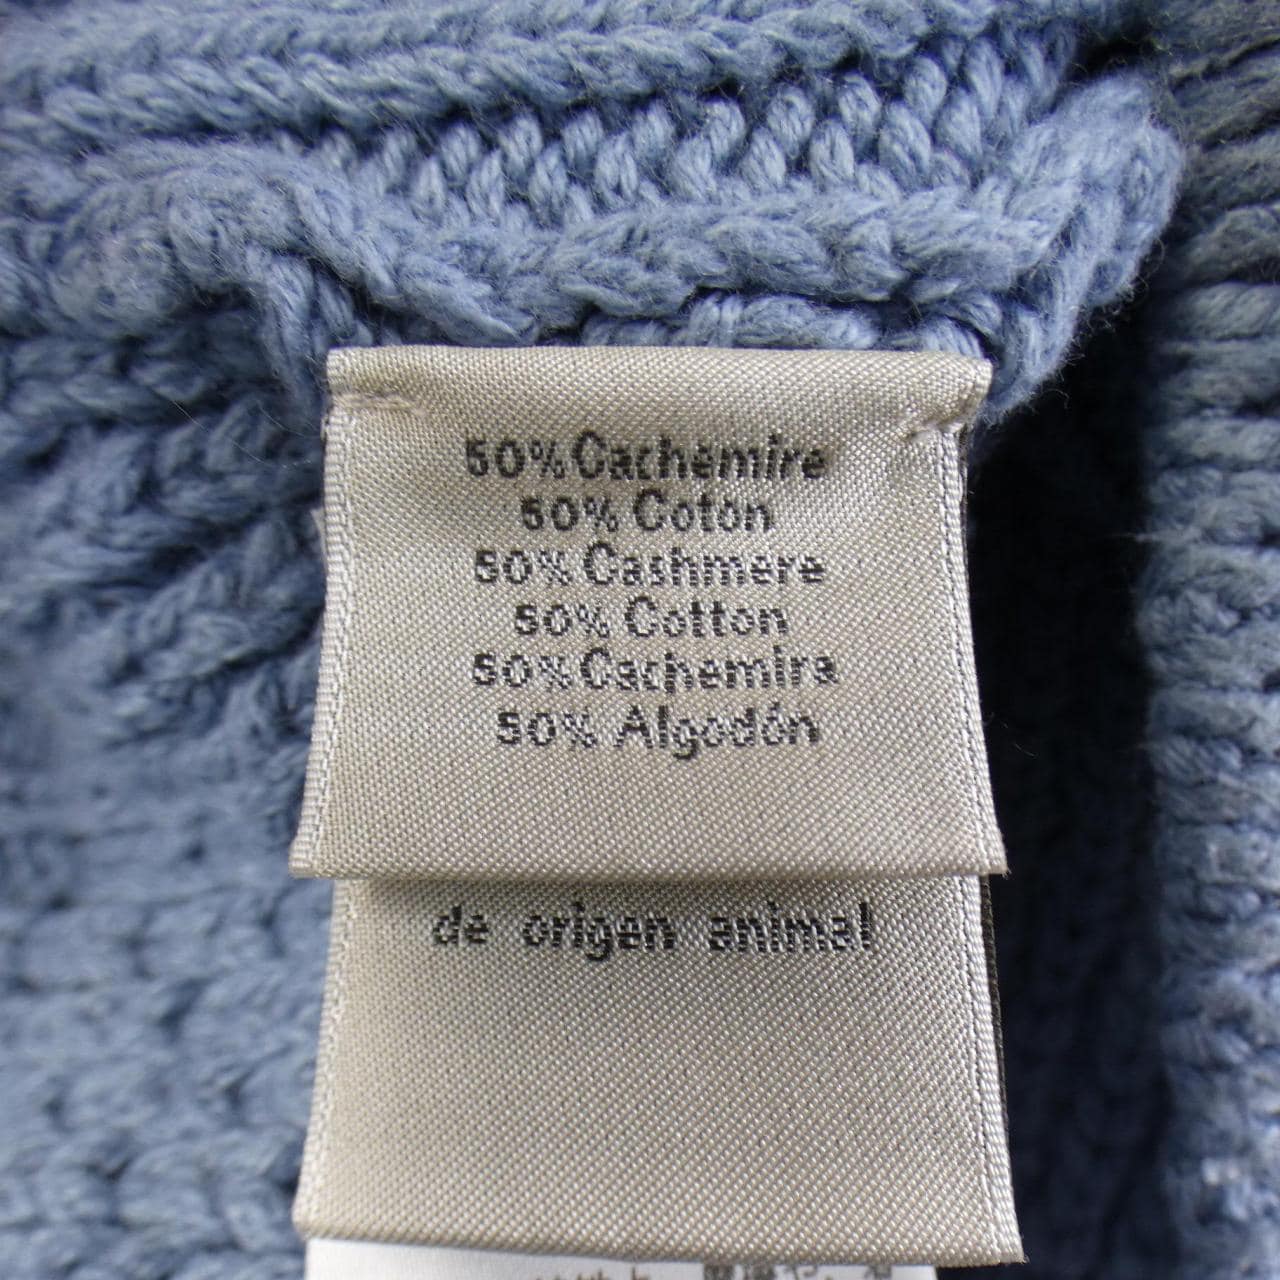 50% Cachemire
50% Coton
50% Cashmere
50% Cotton
50% Cachemira
50% Algodón
de origen animal